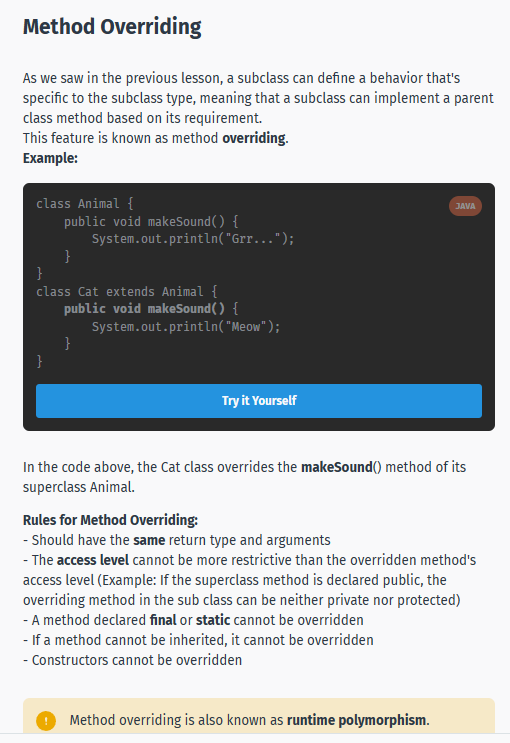 Method Overriding
As we saw in the previous lesson, a subclass can define a behavior that's
specific to the subclass type, meaning that a subclass can implement a parent
class method based on its requirement.
This feature is known as method overriding.
Example:
class Animal {
JAVA
    public void makeSound() {
        System.out.println("Grr...");
    }
}
class Cat extends Animal {
    public void makeSound() {
        System.out.println("Meow");
    }
}
Try it Yourself
In the code above, the Cat class overrides the makeSound() method of its
superclass Animal.
Rules for Method Overriding:
- Should have the same return type and arguments
- The access level cannot be more restrictive than the overridden method's
access level (Example: If the superclass method is declared public, the
overriding method in the sub class can be neither private nor protected)
- A method declared final or static cannot be overridden
- If a method cannot be inherited, it cannot be overridden
- Constructors cannot be overridden
! Method overriding is also known as runtime polymorphism.